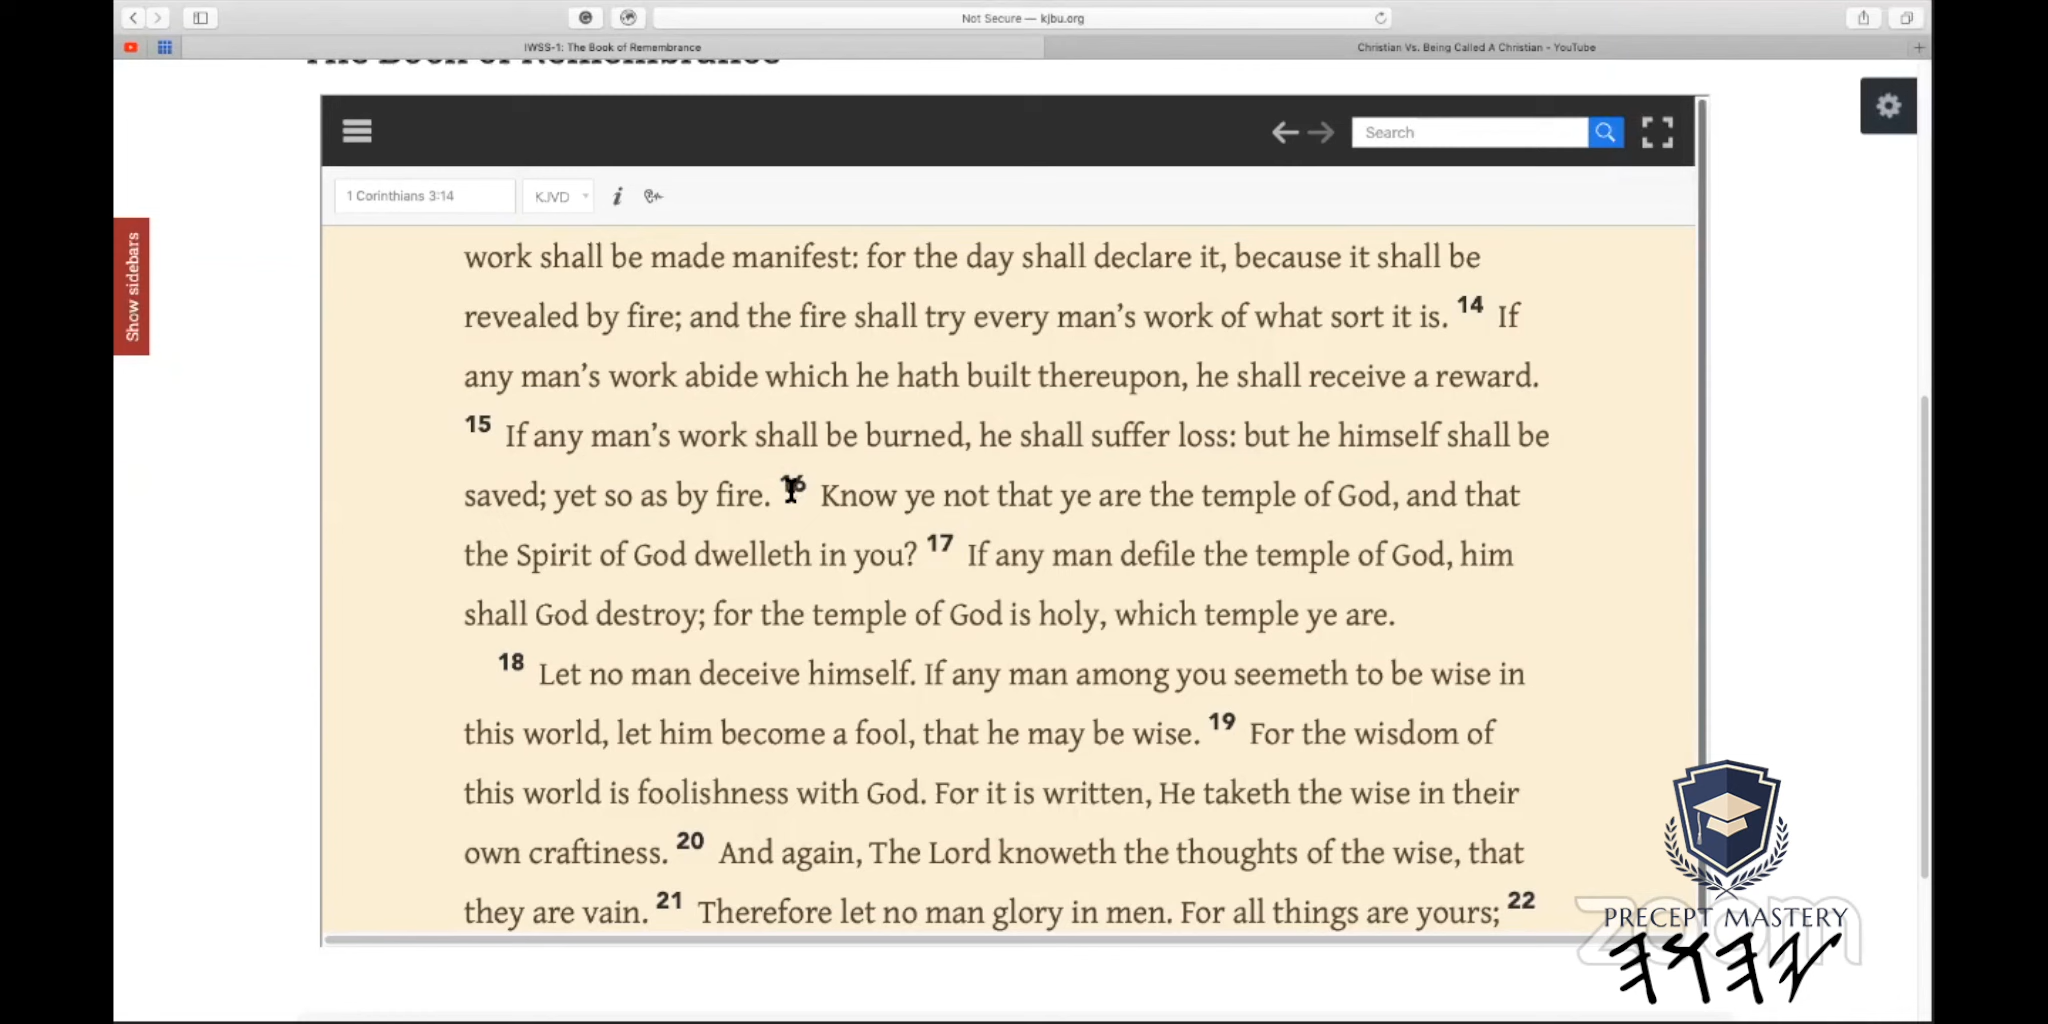 Not Secure — kjbu.org
IWSS-1: The Book of Remembrance
Christian Vs. Being Called A Christian - YouTube
The Book of Remembrance
Search
1 Corinthians 3:14
KJVD
Show sidebars
work shall be made manifest: for the day shall declare it, because it shall be
revealed by fire; and the fire shall try every man’s work of what sort it is. 14 If
any man’s work abide which he hath built thereupon, he shall receive a reward.
15 If any man’s work shall be burned, he shall suffer loss: but he himself shall be
saved; yet so as by fire. 16 Know ye not that ye are the temple of God, and that
the Spirit of God dwelleth in you? 17 If any man defile the temple of God, him
shall God destroy; for the temple of God is holy, which temple ye are.
18 Let no man deceive himself. If any man among you seemeth to be wise in
this world, let him become a fool, that he may be wise. 19 For the wisdom of
this world is foolishness with God. For it is written, He taketh the wise in their
own craftiness. 20 And again, The Lord knoweth the thoughts of the wise, that
they are vain. 21 Therefore let no man glory in men. For all things are yours; 22
zoom
PRECEPT MASTERY